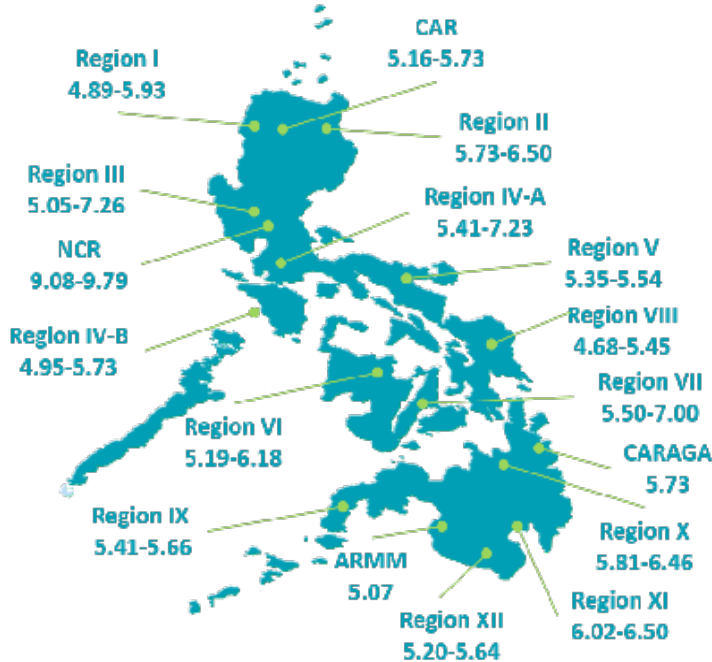 CAR
5.16-5.73
Region I
4.89-5.93
Region II
5.73-6.50
Region III
5.05-7.26
Region IV-A
5.41-7.23
NCR
9.08-9.79
Region V
5.35-5.54
Region VIII
4.68-5.45
Region IV-B
4.95-5.73
Region VII
5.50-7.00
Region VI
5.19-6.18
CARAGA
5.73
Region IX
5.41-5.66
Region X
5.81-6.46
ARMM
5.07
Region XI
6.02-6.50
Region XII
5.20-5.64